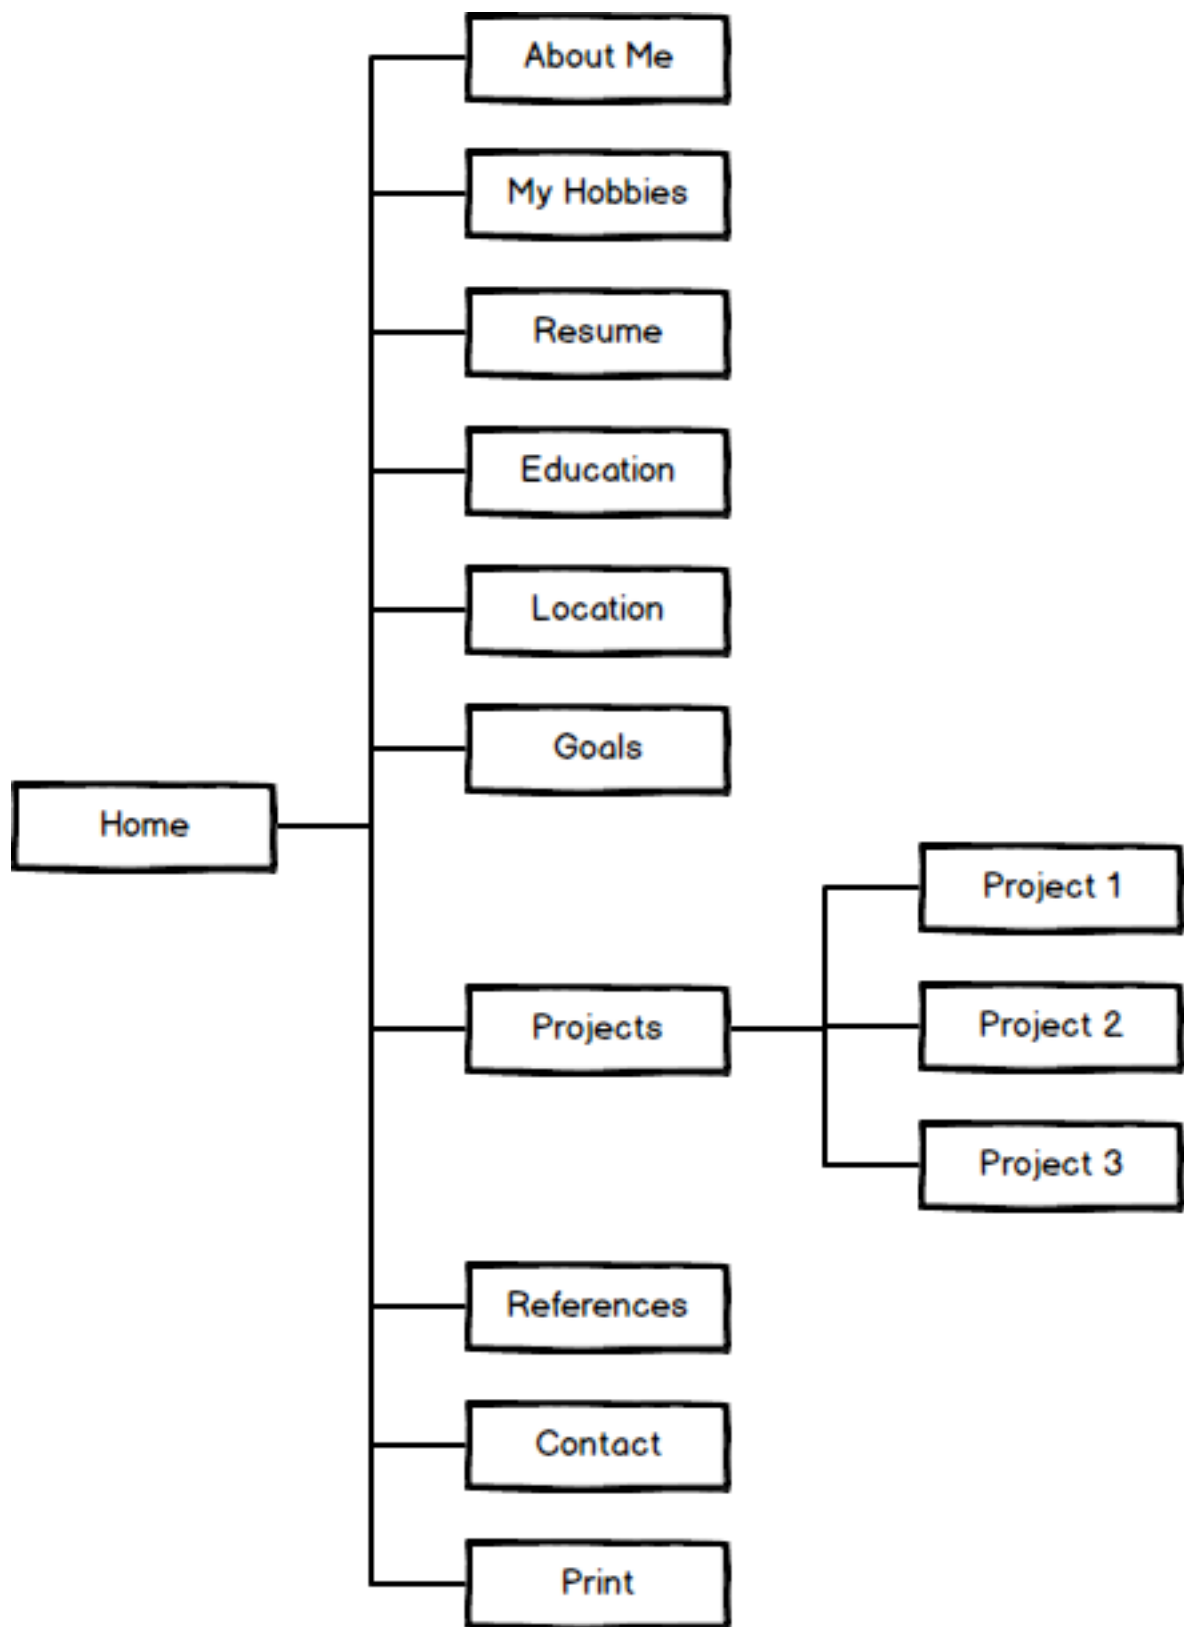 About Me
My Hobbies
Resume
Education
Location
Goals
Home
Projects
Project 1
Project 2
Project 3
References
Contact
Print